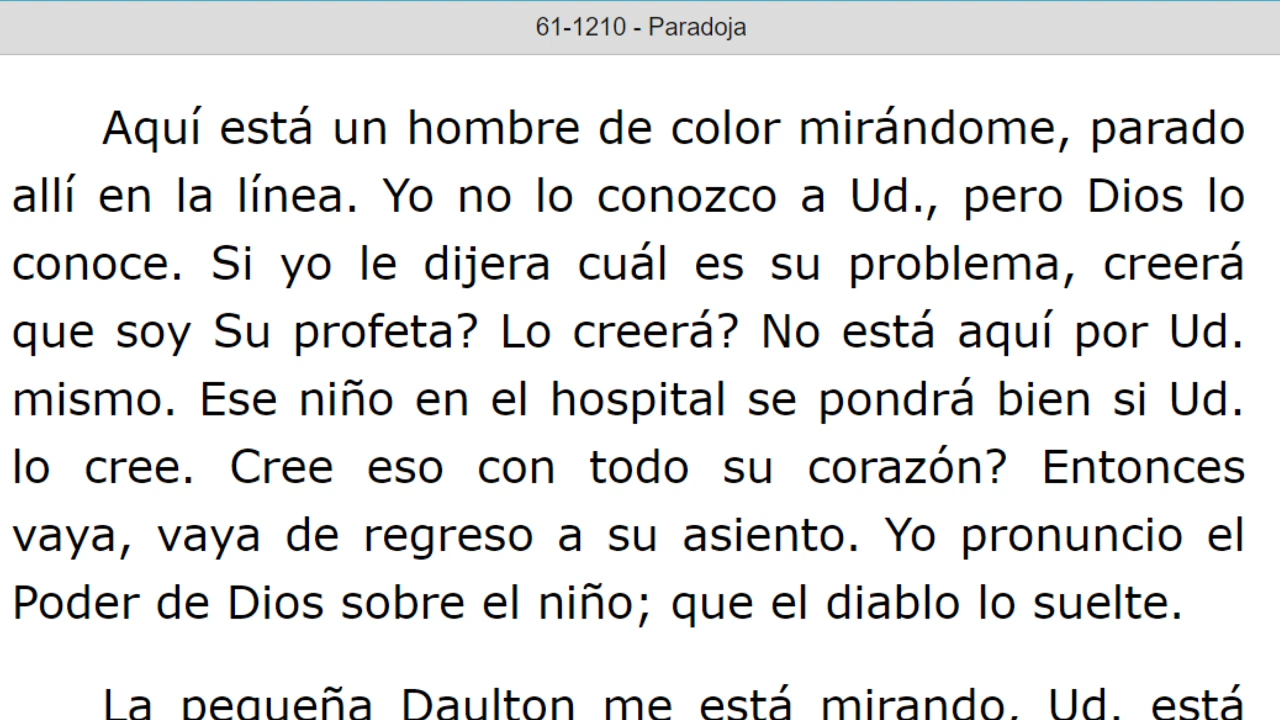 61-1210 - Paradoja
Aquí está un hombre de color mirándome, parado
allí en la línea. Yo no lo conozco a Ud., pero Dios lo
conoce. Si yo le dijera cuál es su problema, creerá
que soy Su profeta? Lo creerá? No está aquí por Ud.
mismo. Ese niño en el hospital se pondrá bien si Ud.
lo cree. Cree eso con todo su corazón? Entonces
vaya, vaya de regreso a su asiento. Yo pronuncio el
Poder de Dios sobre el niño; que el diablo lo suelte.
La pequeña Daulton me está mirando. Ud. está